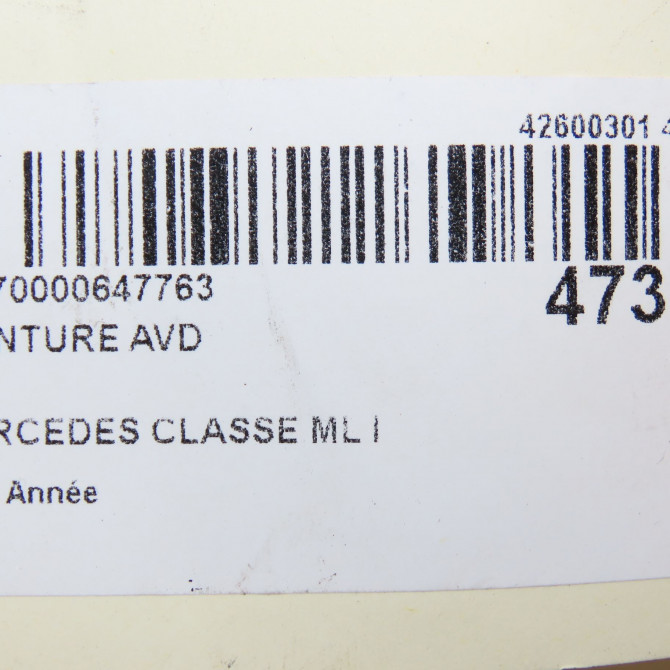 42600301 4
70000647763
473
NTURE AVD
RCEDES CLASSE ML I
Année